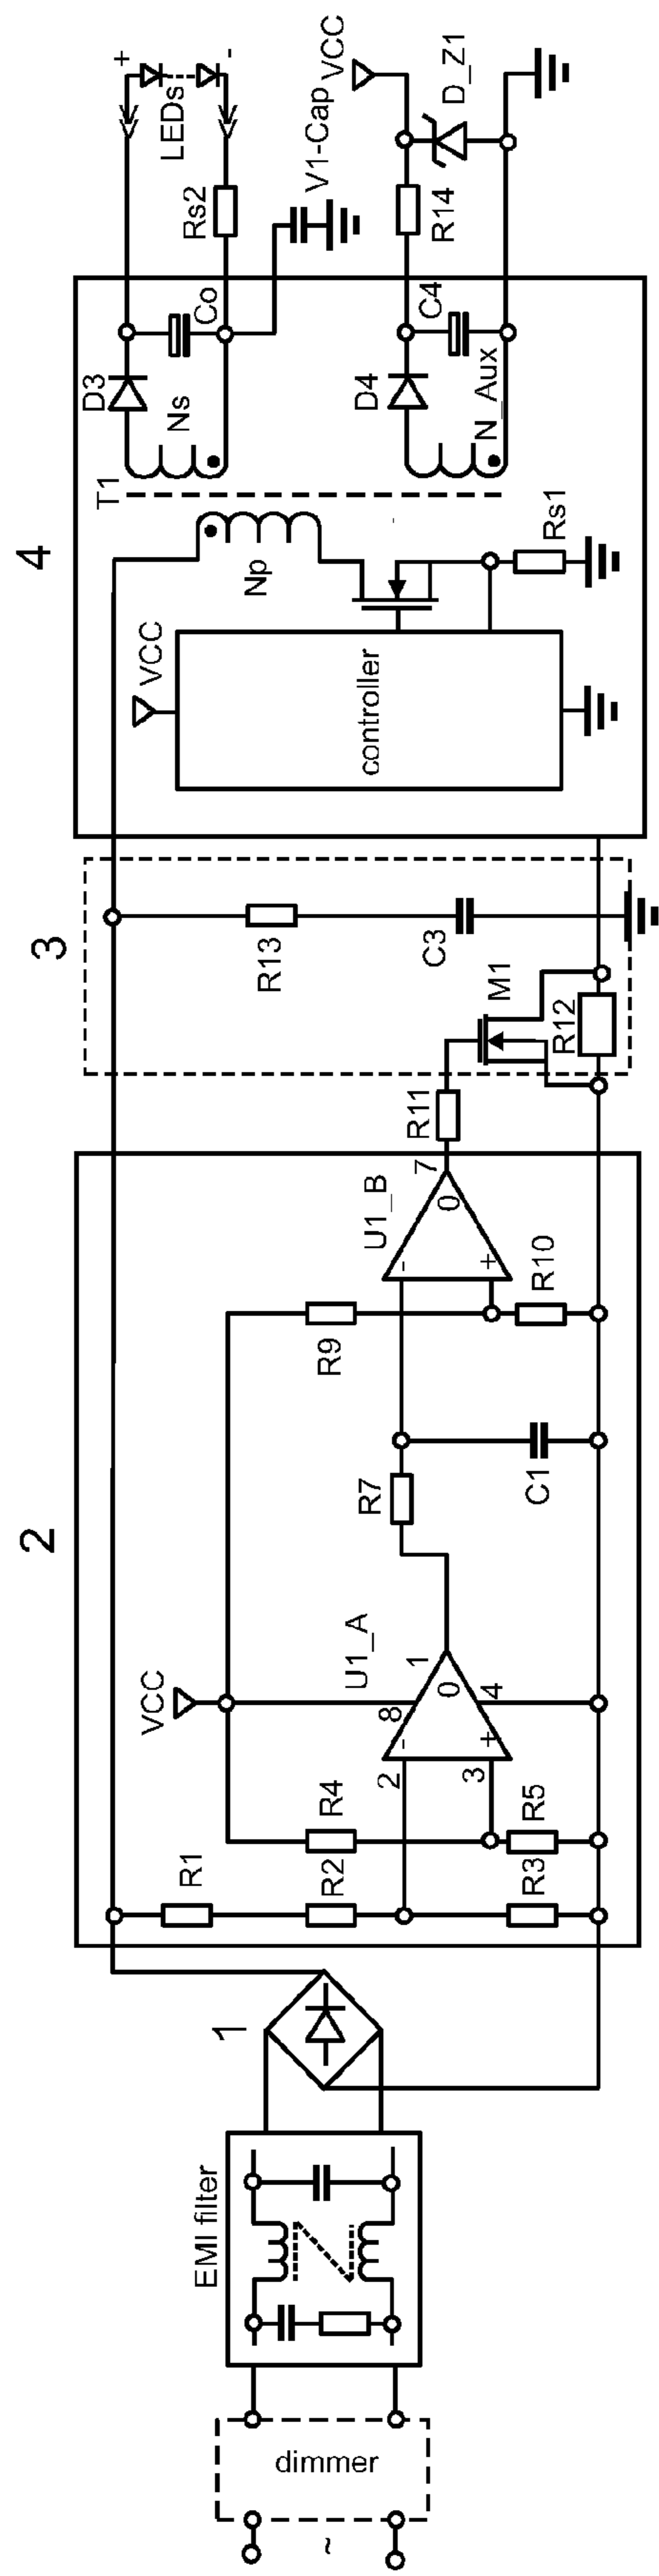 1
2
3
4
~
dimmer
EMI filter
R1
R2
R3
VCC
R4
R5
2
3
-
+
8
4
0
1
U1_A
R7
C1
R9
R10
U1_B
-
+
0
7
R11
M1
R12
R13
C3
VCC
controller
Np
Rs1
T1
Ns
D3
Co
N_Aux
D4
C4
V1-Cap
Rs2
R14
LEDs
+
-
VCC
D_Z1